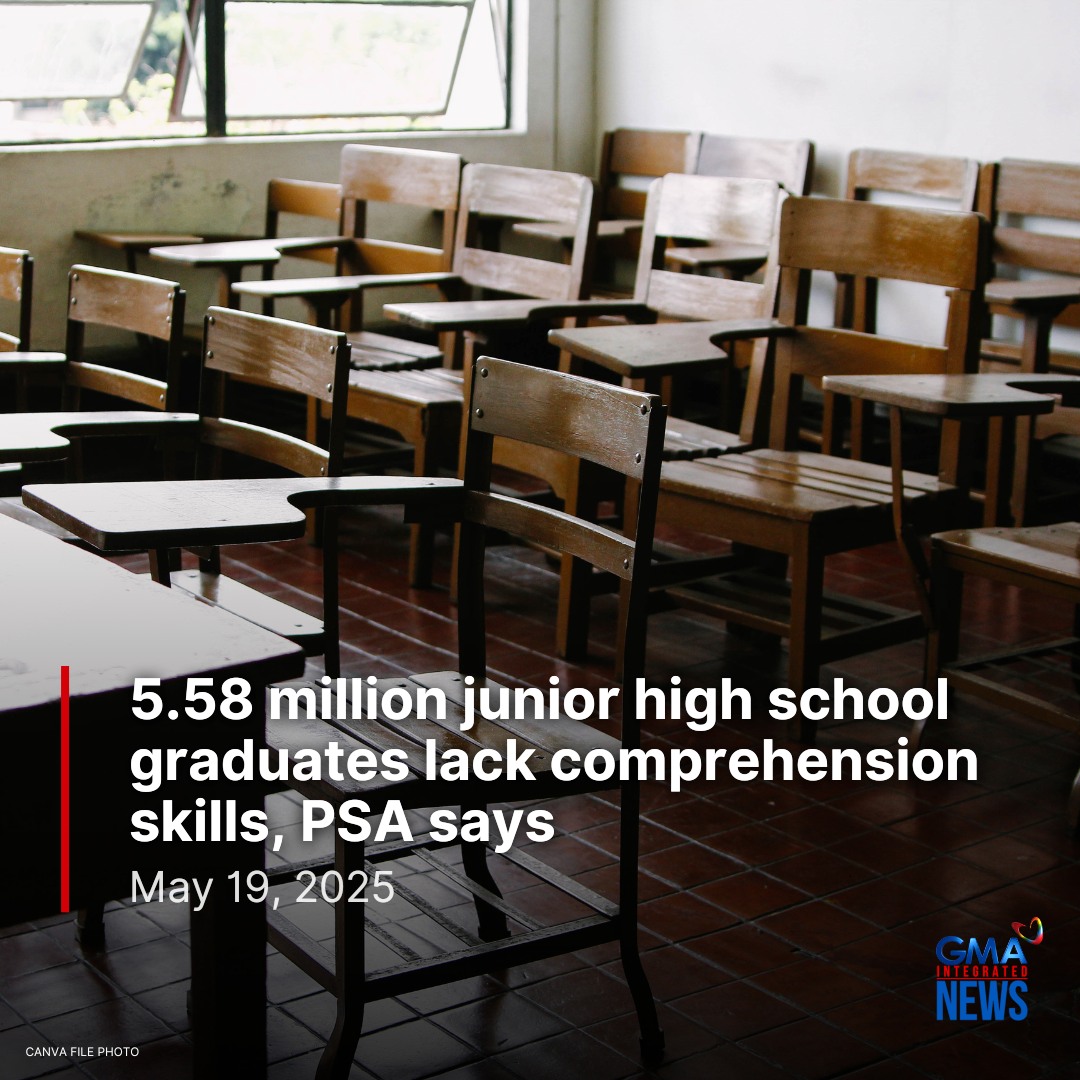 5.58 million junior high school
graduates lack comprehension
skills, PSA says
May 19, 2025
GMA
INTEGRATED
NEWS
CANVA FILE PHOTO